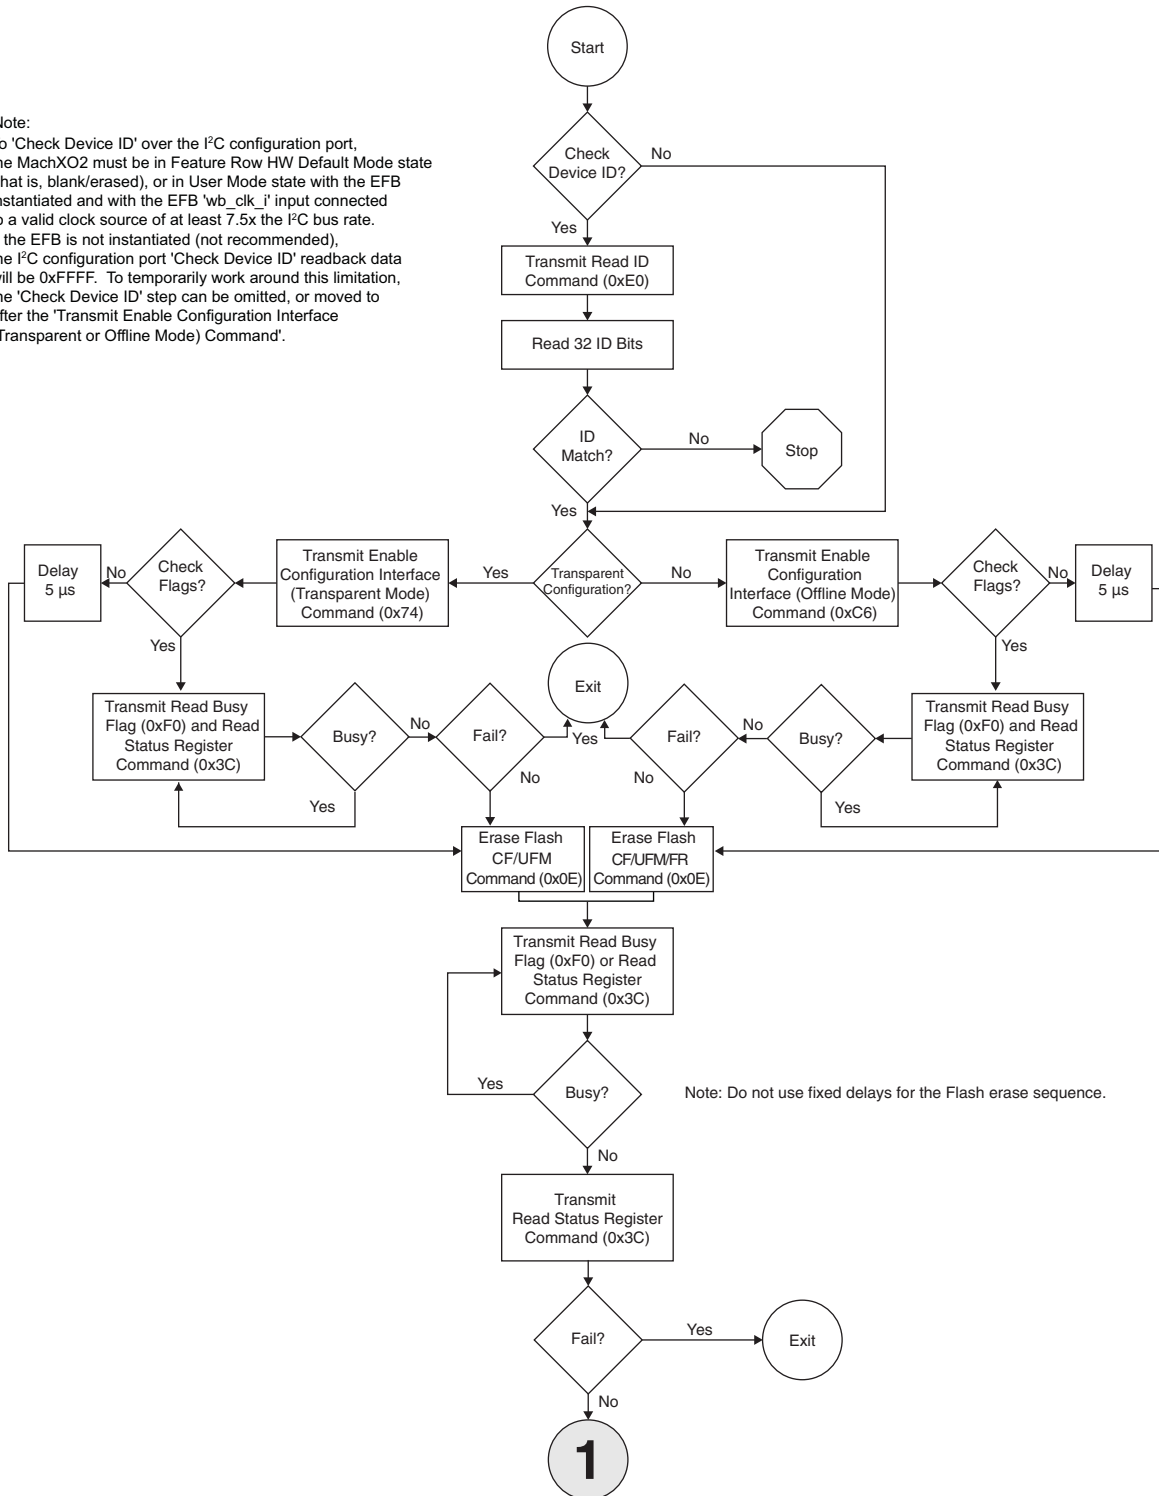 Start
Note:
o 'Check Device ID' over the I²C configuration port,
he MachXO2 must be in Feature Row HW Default Mode state
hat is, blank/erased), or in User Mode state with the EFB
nstantiated and with the EFB 'wb_clk_i' input connected
o a valid clock source of at least 7.5x the I²C bus rate.
the EFB is not instantiated (not recommended),
he I²C configuration port 'Check Device ID' readback data
will be 0xFFFF. To temporarily work around this limitation,
he 'Check Device ID' step can be omitted, or moved to
fter the 'Transmit Enable Configuration Interface
Transparent or Offline Mode) Command'.
Check
Device ID?
No
Yes
Transmit Read ID
Command (0xE0)
Read 32 ID Bits
ID
Match?
No
Stop
Yes
Delay
5 µs
No
Check
Flags?
Transmit Enable
Configuration Interface
(Transparent Mode)
Command (0x74)
Yes
Transparent
Configuration?
No
Transmit Enable
Configuration
Interface (Offline Mode)
Command (0xC6)
Check
Flags?
No
Delay
5 µs
Yes
Yes
Transmit Read Busy
Flag (0xF0) and Read
Status Register
Command (0x3C)
Busy?
No
Fail?
Exit
Yes
Fail?
No
Busy?
Transmit Read Busy
Flag (0xF0) and Read
Status Register
Command (0x3C)
Yes
No
No
Yes
Erase Flash
CF/UFM
Command (0x0E)
Erase Flash
CF/UFM/FR
Command (0x0E)
Transmit Read Busy
Flag (0xF0) or Read
Status Register
Command (0x3C)
Yes
Busy?
Note: Do not use fixed delays for the Flash erase sequence.
No
Transmit
Read Status Register
Command (0x3C)
Fail?
Yes
Exit
No
1